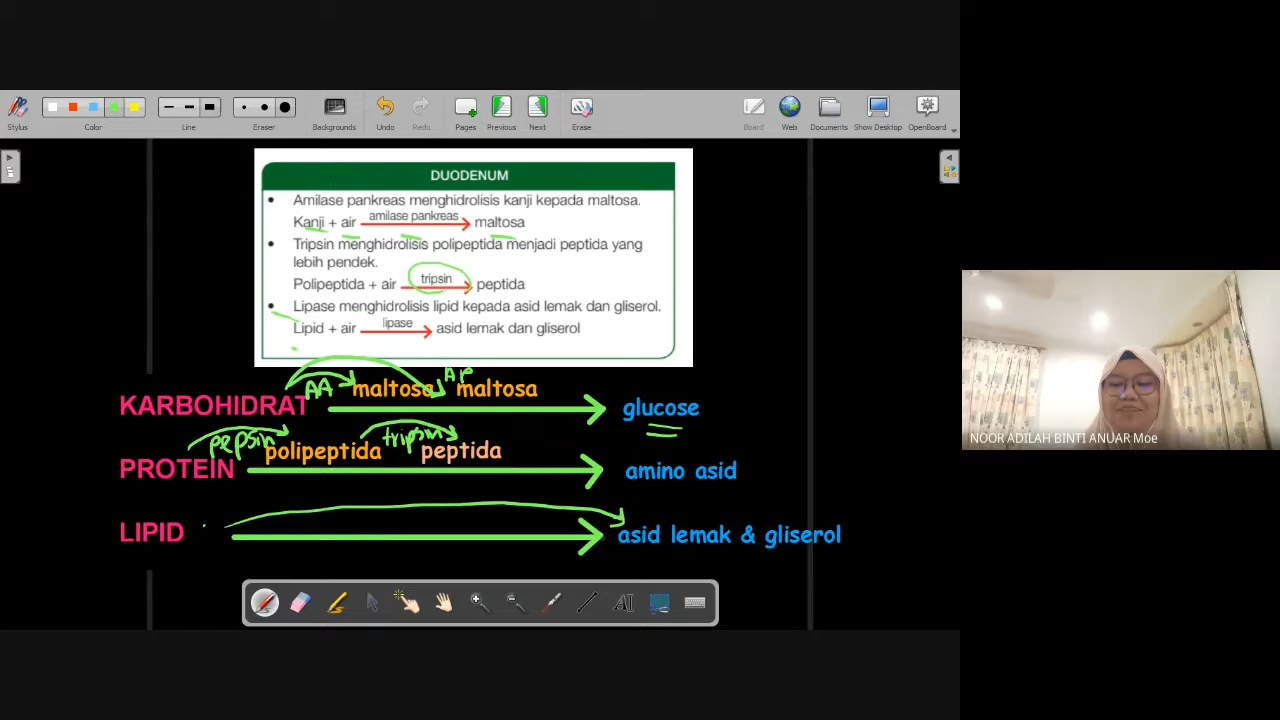 Stylus
Color
Line
Eraser
Backgrounds
Undo
Redo
Pages
Previous
Next
Erase
Board
Web
Documents
Show Desktop
OpenBoard
DUODENUM
• Amilase pankreas menghidrolisis kanji kepada maltosa.
Kanji + air amilase pankreas maltosa
• Tripsin menghidrolisis polipeptida menjadi peptida yang
lebih pendek.
Polipeptida + air tripsin peptida
• Lipase menghidrolisis lipid kepada asid lemak dan gliserol.
Lipid + air lipase asid lemak dan gliserol
AA maltosa AP maltosa
KARBOHIDRAT glucose
pepsin polipeptida tripsin peptida
PROTEIN amino asid
LIPID asid lemak & gliserol
AI
NOOR ADILAH BINTI ANUAR Moe